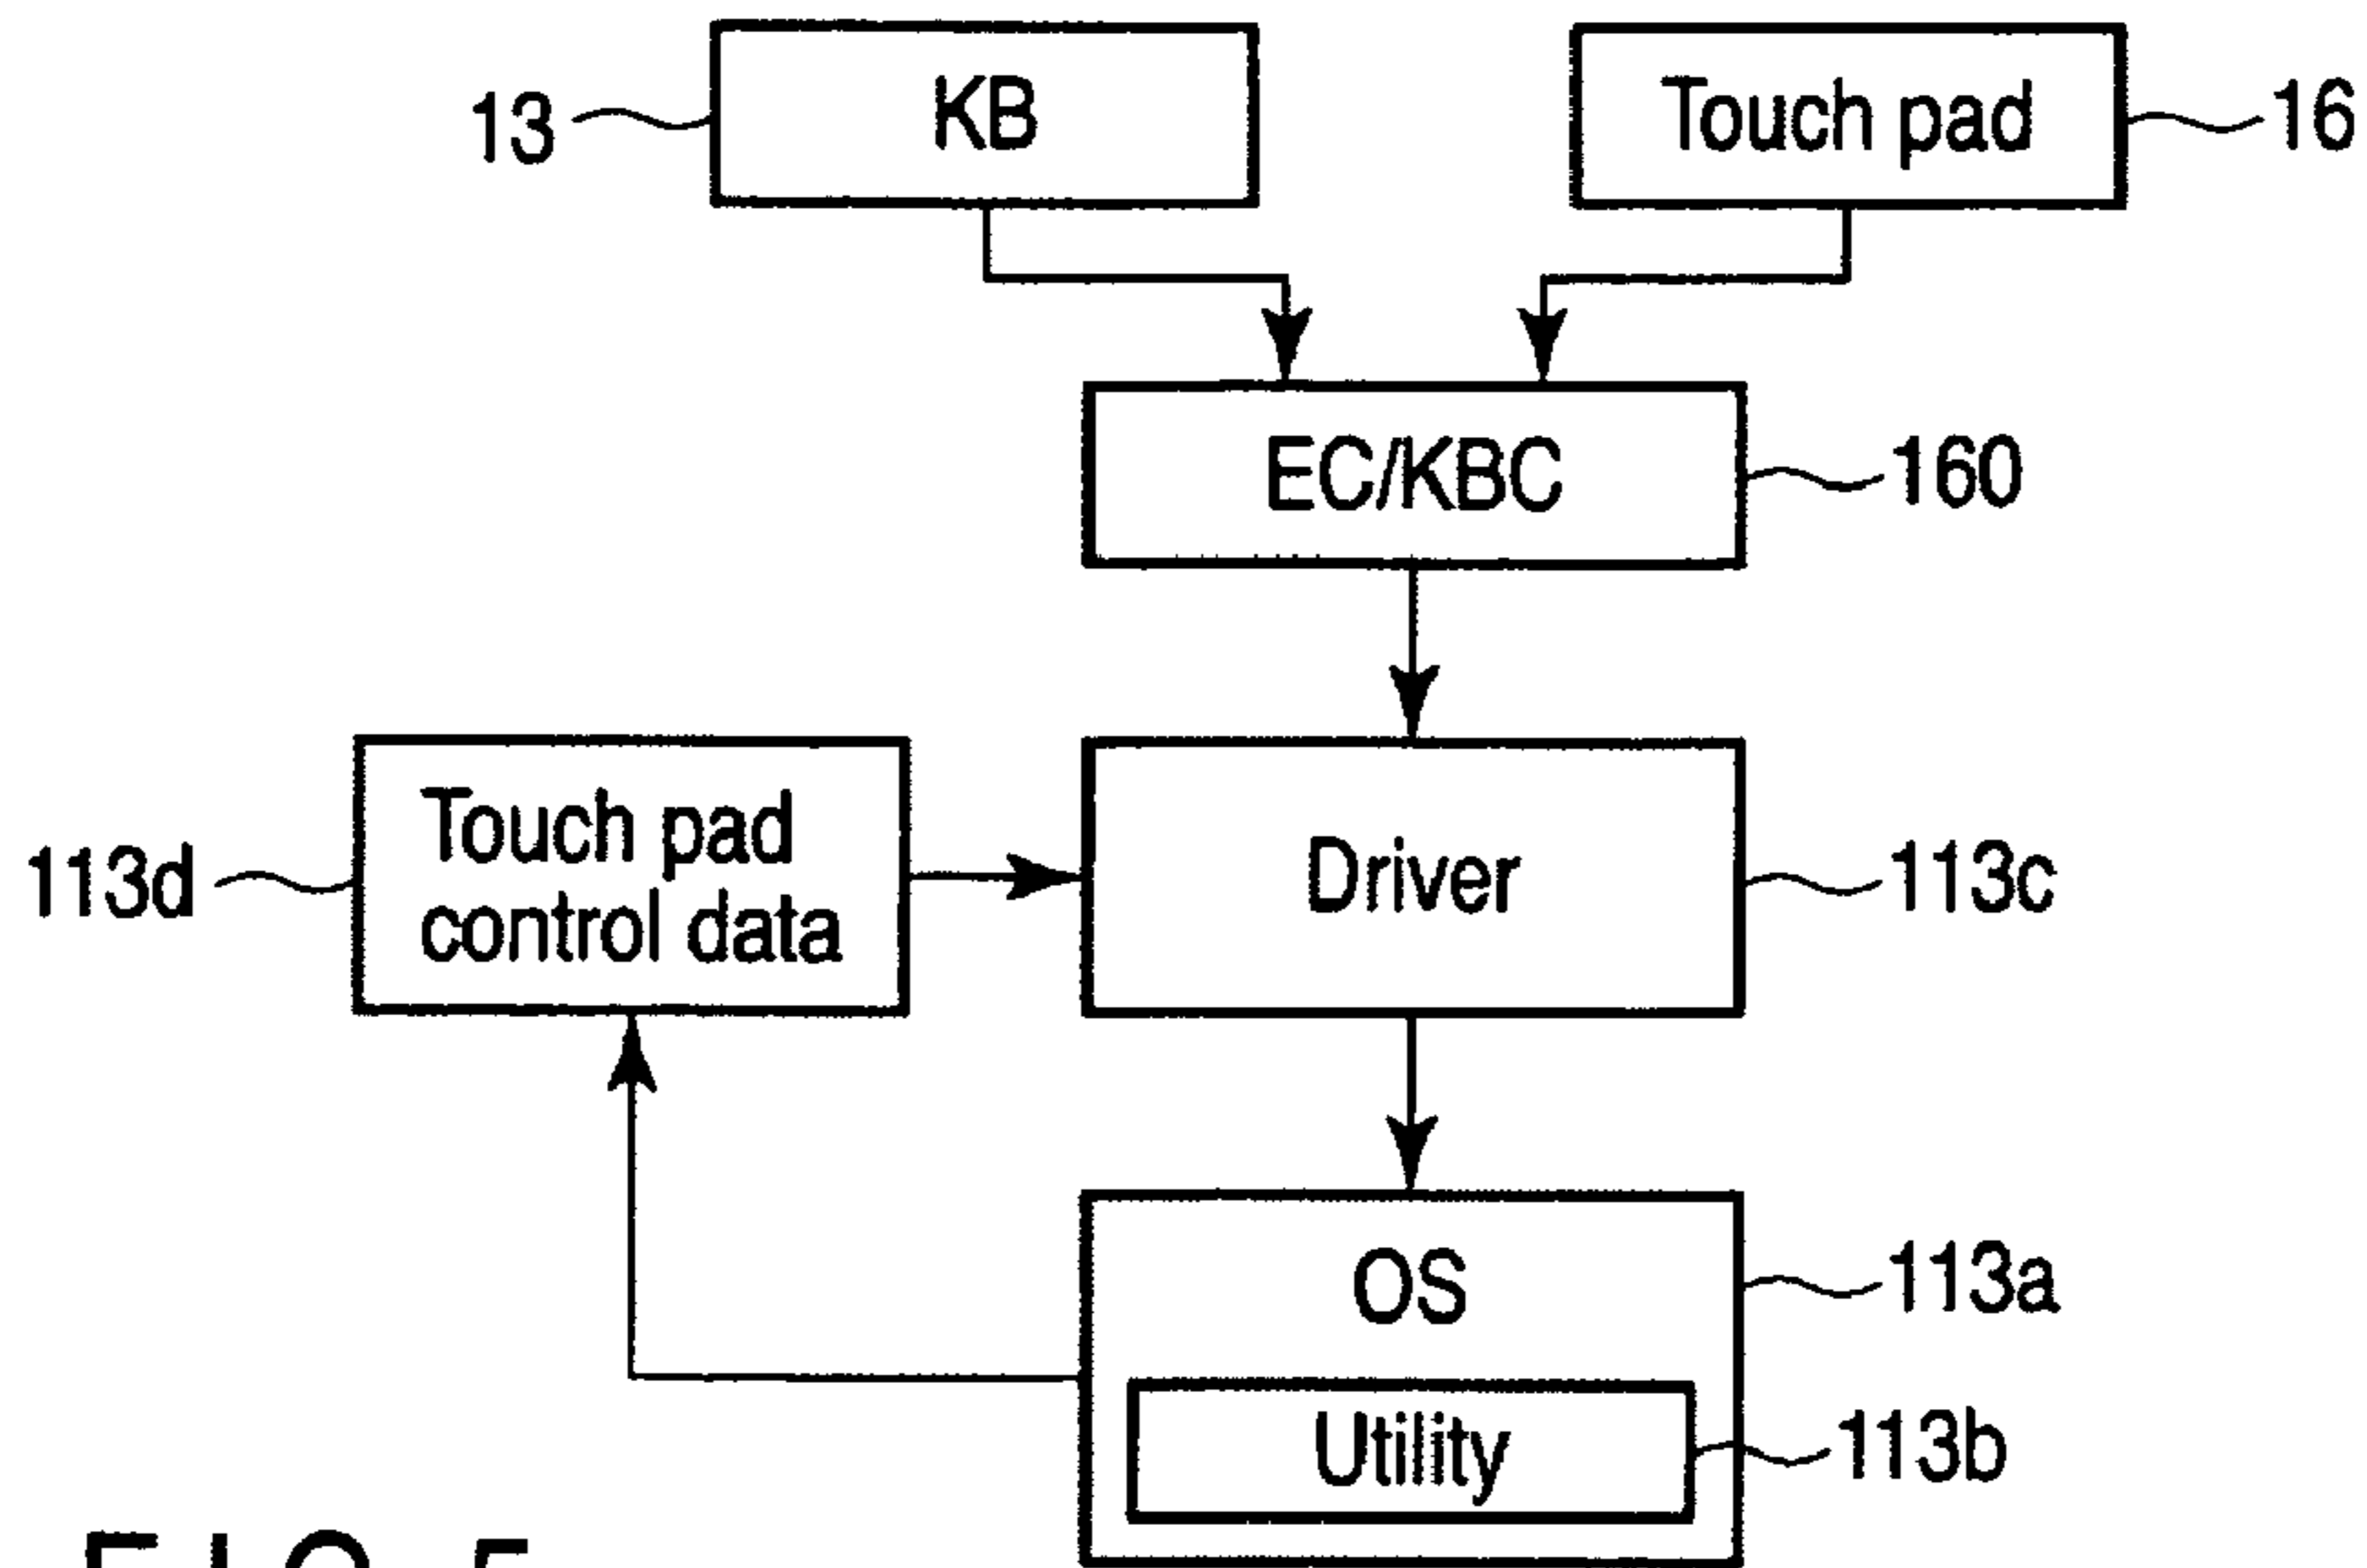 13 KB Touch pad 16
EC/KBC 160
113d Touch pad
control data
Driver 113c
OS 113a
Utility 113b